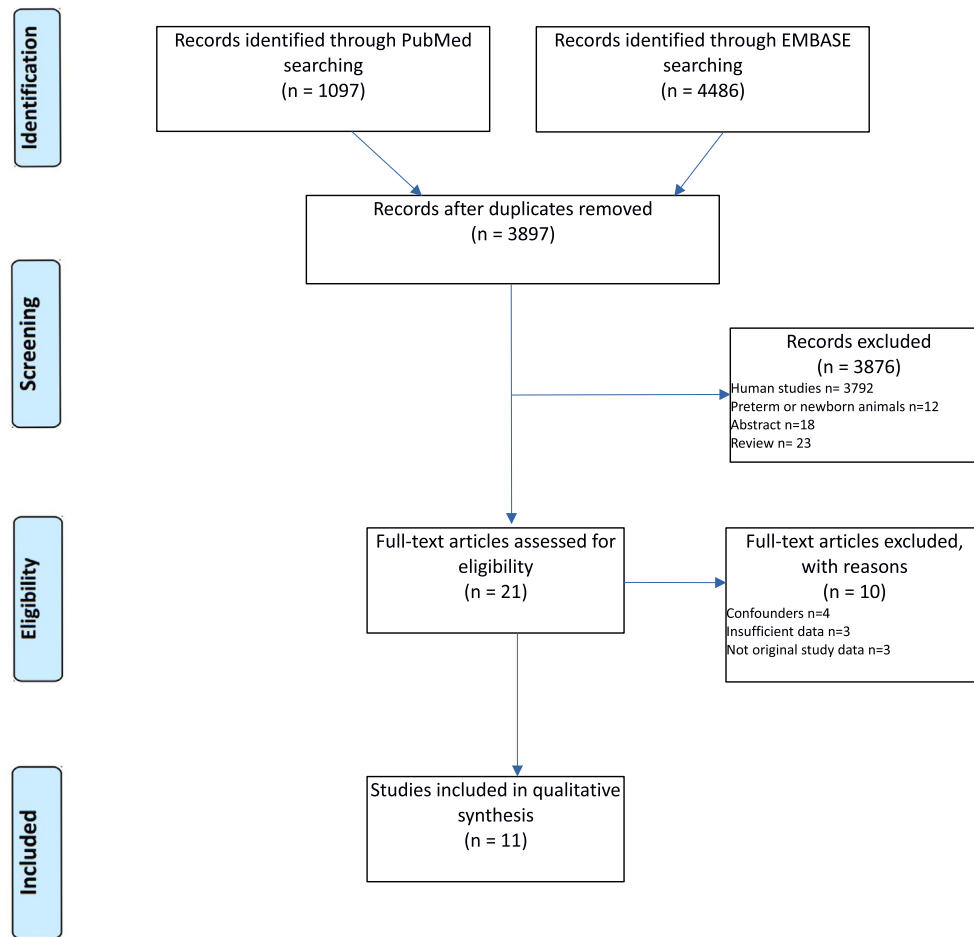 Identification
Records identified through PubMed
searching
(n = 1097)
Records identified through EMBASE
searching
(n = 4486)
Records after duplicates removed
(n = 3897)
Screening
Records excluded
(n = 3876)
Human studies n= 3792
Preterm or newborn animals n=12
Abstract n=18
Review n= 23
Eligibility
Full-text articles assessed for
eligibility
(n = 21)
Full-text articles excluded,
with reasons
(n = 10)
Confounders n=4
Insufficient data n=3
Not original study data n=3
Included
Studies included in qualitative
synthesis
(n = 11)